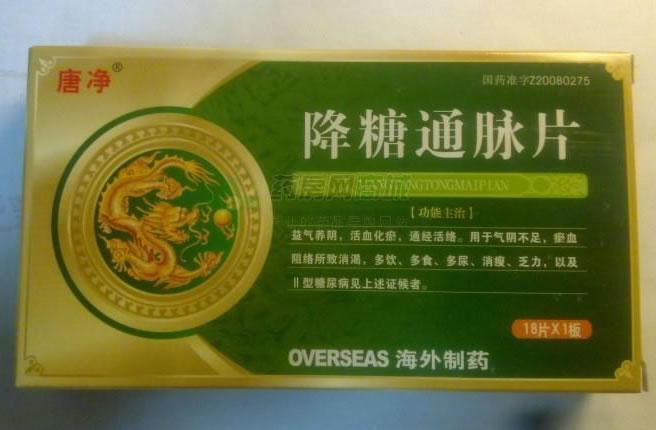 唐净®
国药准字Z20080275
降糖通脉片
TONGMAIPIAN
【功能主治】
益气养阴，活血化瘀，通经活络。用于气阴不足，瘀血
阻络所致消渴，多饮、多食、多尿、消瘦、乏力，以及
II型糖尿病见上述证候者。
18片X1板
OVERSEAS 海外制药